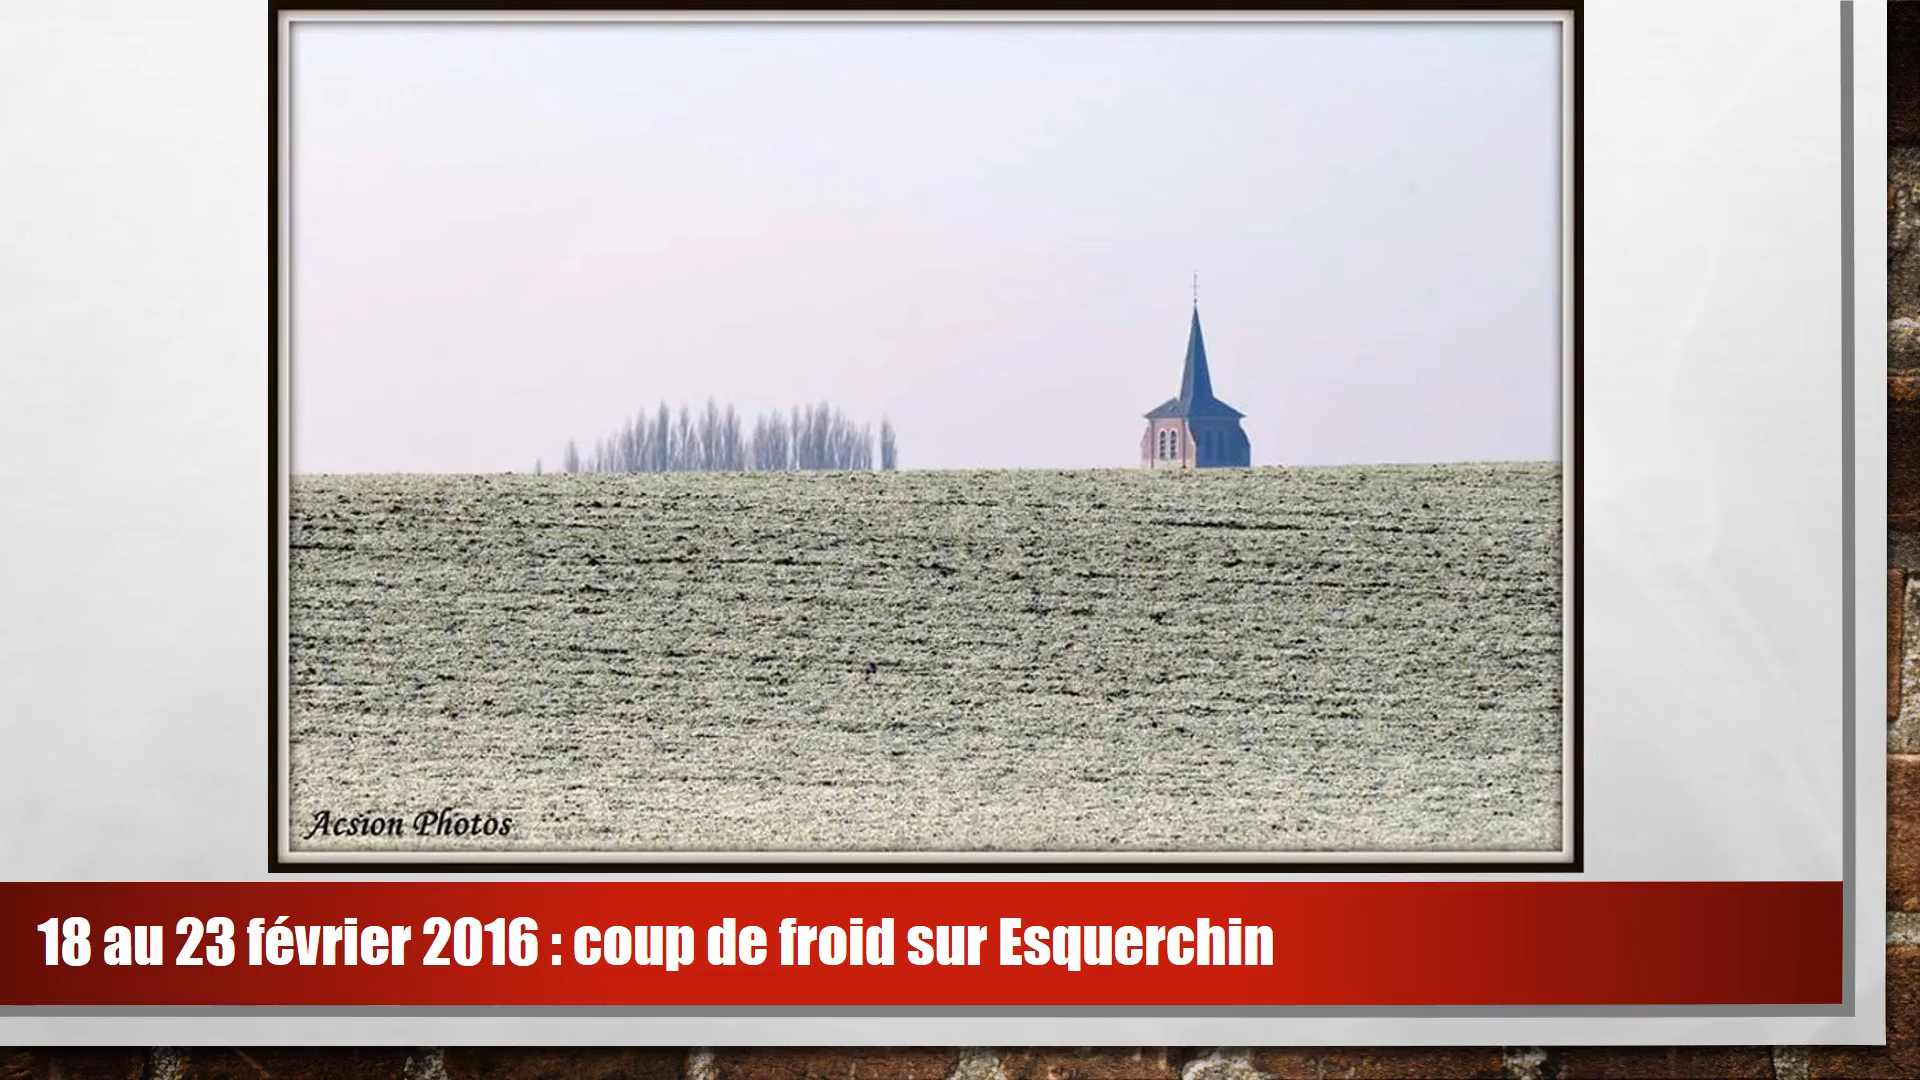 Acsion Photos
18 au 23 février 2016 : coup de froid sur Esquerchin